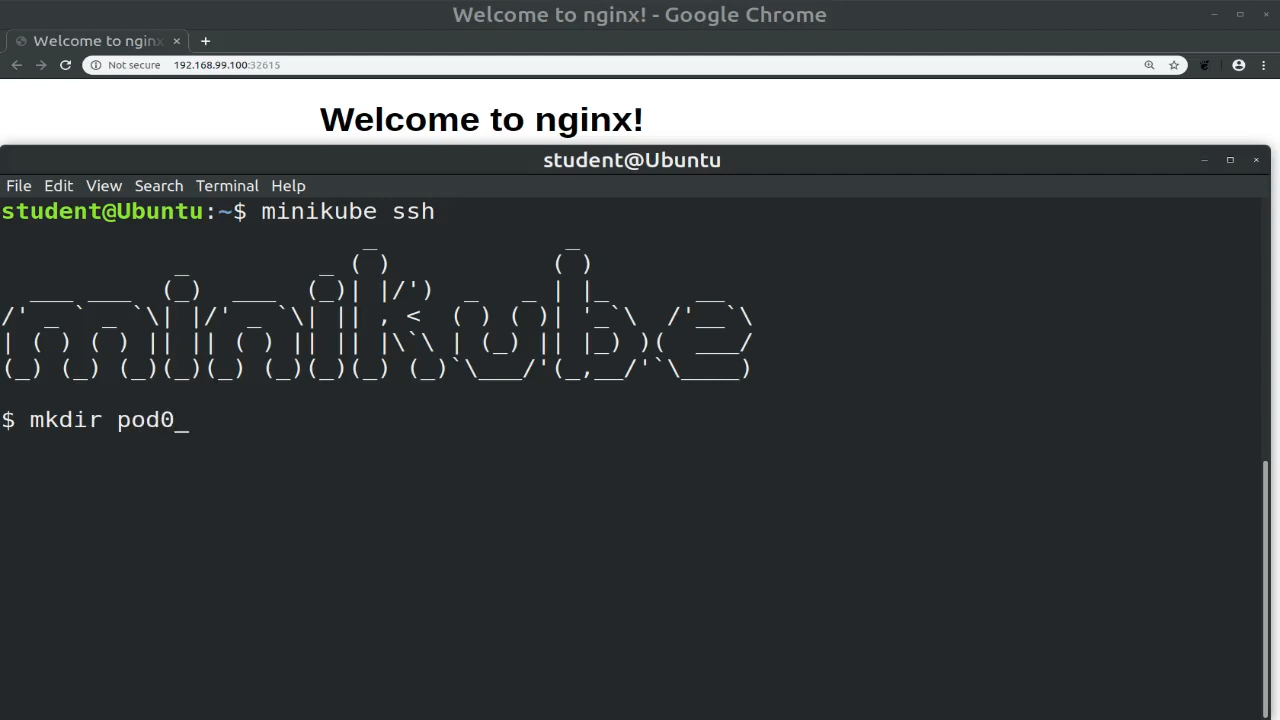 Welcome to nginx! - Google Chrome
Welcome to nginx
Not secure 192.168.99.100:32615
Welcome to nginx!
student@Ubuntu
File Edit View Search Terminal Help
student@Ubuntu:~$ minikube ssh
minikube
$ mkdir pod0_